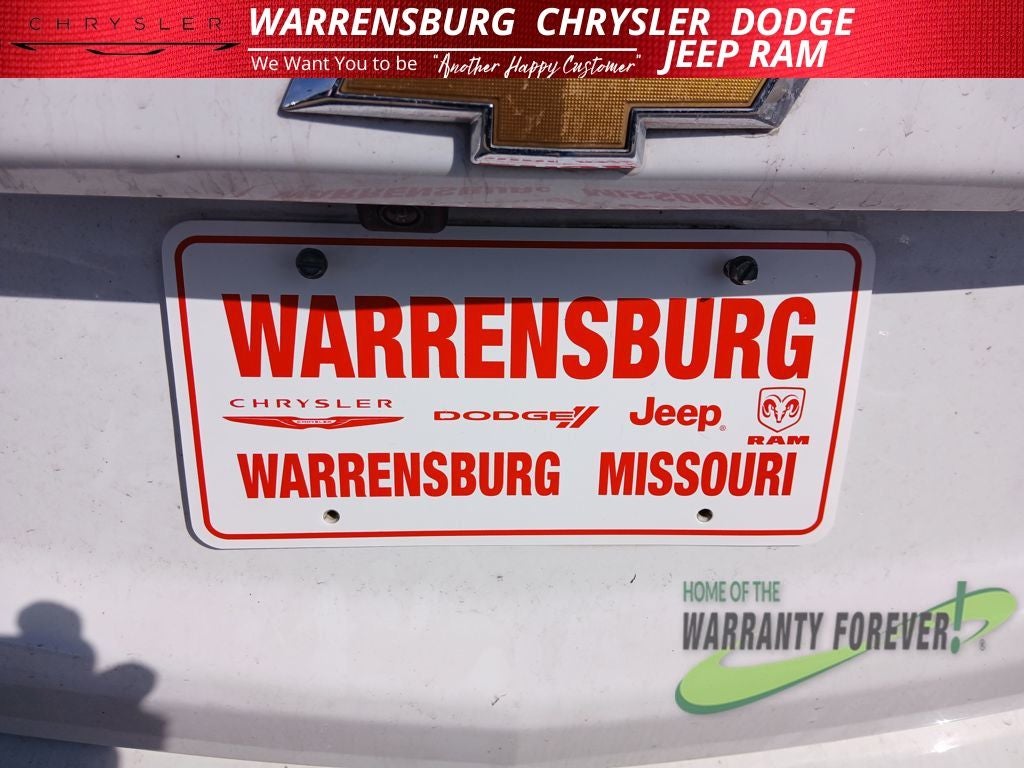 CHRYSLER
WARRENSBURG CHRYSLER DODGE
JEEP RAM
We Want You to be "Another Happy Customer"
WARRENSBURG
CHRYSLER DODGE Jeep® RAM
WARRENSBURG MISSOURI
HOME OF THE
WARRANTY FOREVER!®